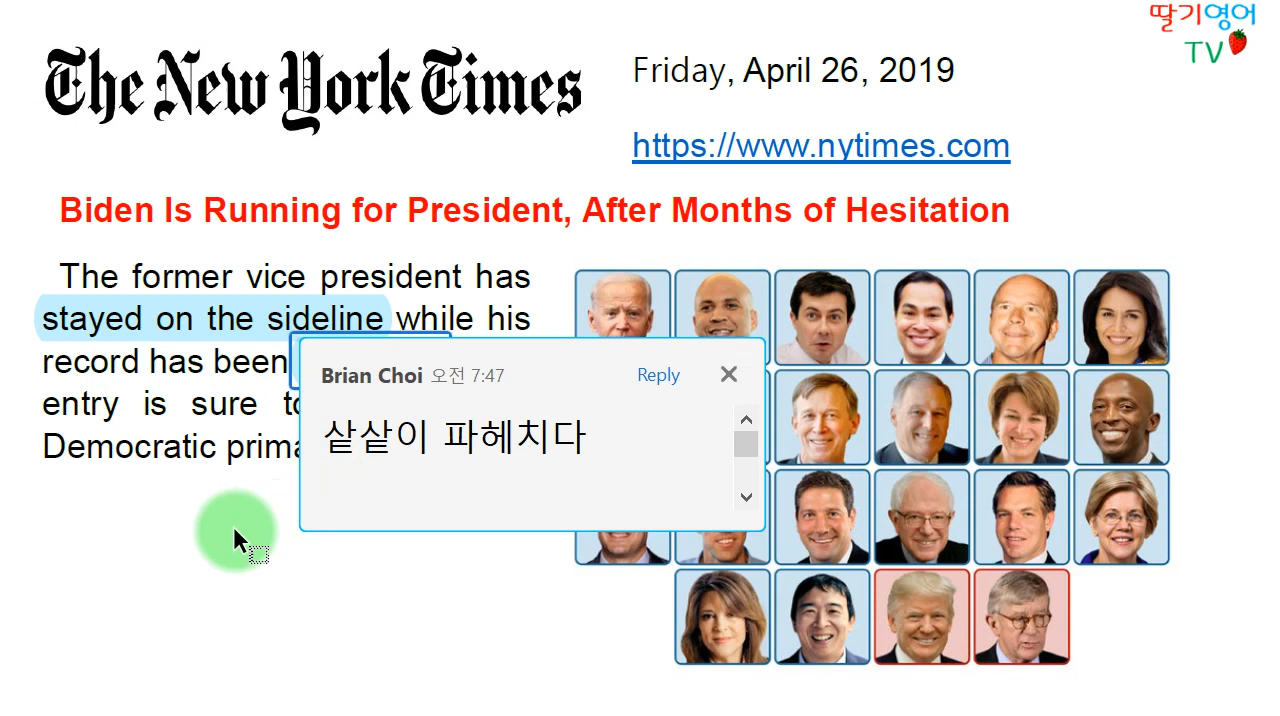 딸기영어
TV
The New York Times
Friday, April 26, 2019
https://www.nytimes.com
Biden Is Running for President, After Months of Hesitation
The former vice president has
stayed on the sideline while his
record has been
entry is sure
Democratic
Brian Choi 오전 7:47 Reply
샅샅이 파헤치다